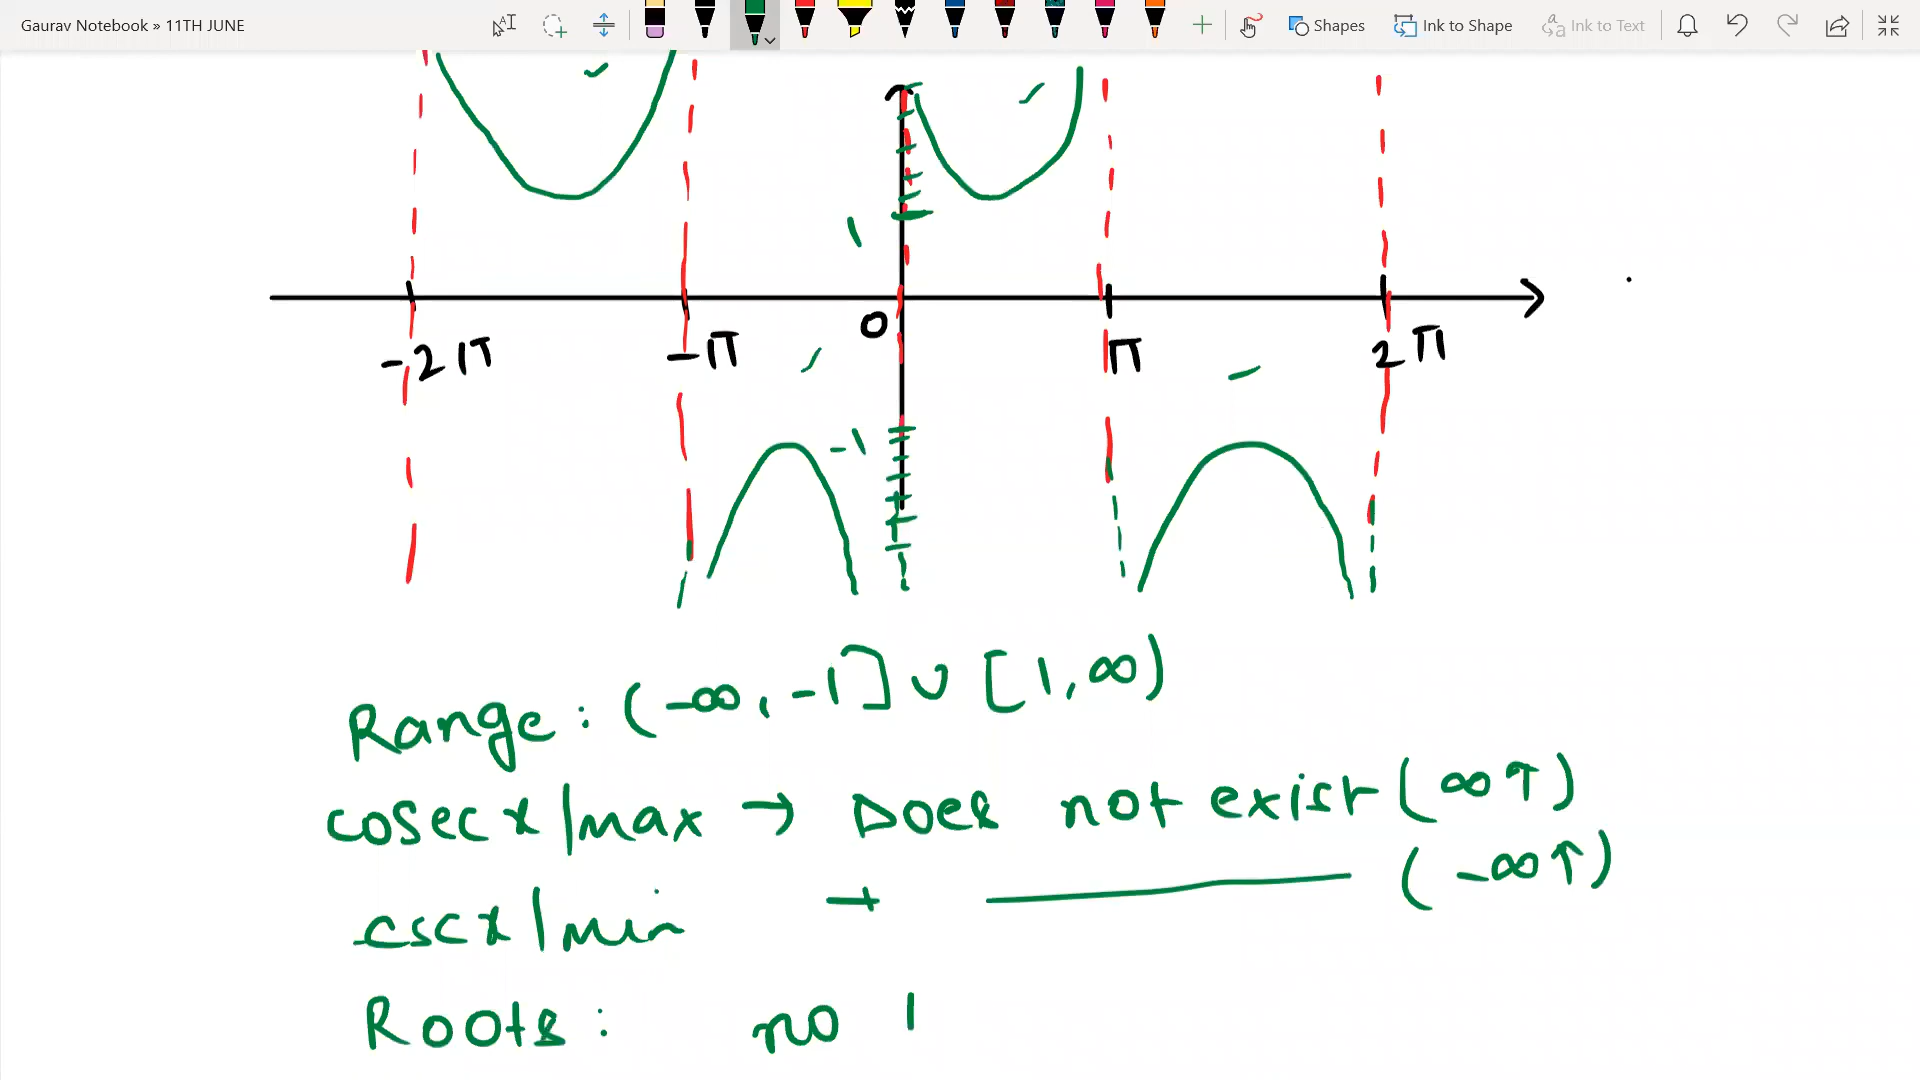 Gaurav Notebook » 11TH JUNE
Shapes
Ink to Shape
Ink to Text
1
0
-2π
-π
π
2π
-1
Range: (-∞, -1] ∪ [1, ∞)
cosec x/max → Does not exist (∞↑)
csc x/min → ——— (-∞↑)
Roots: no